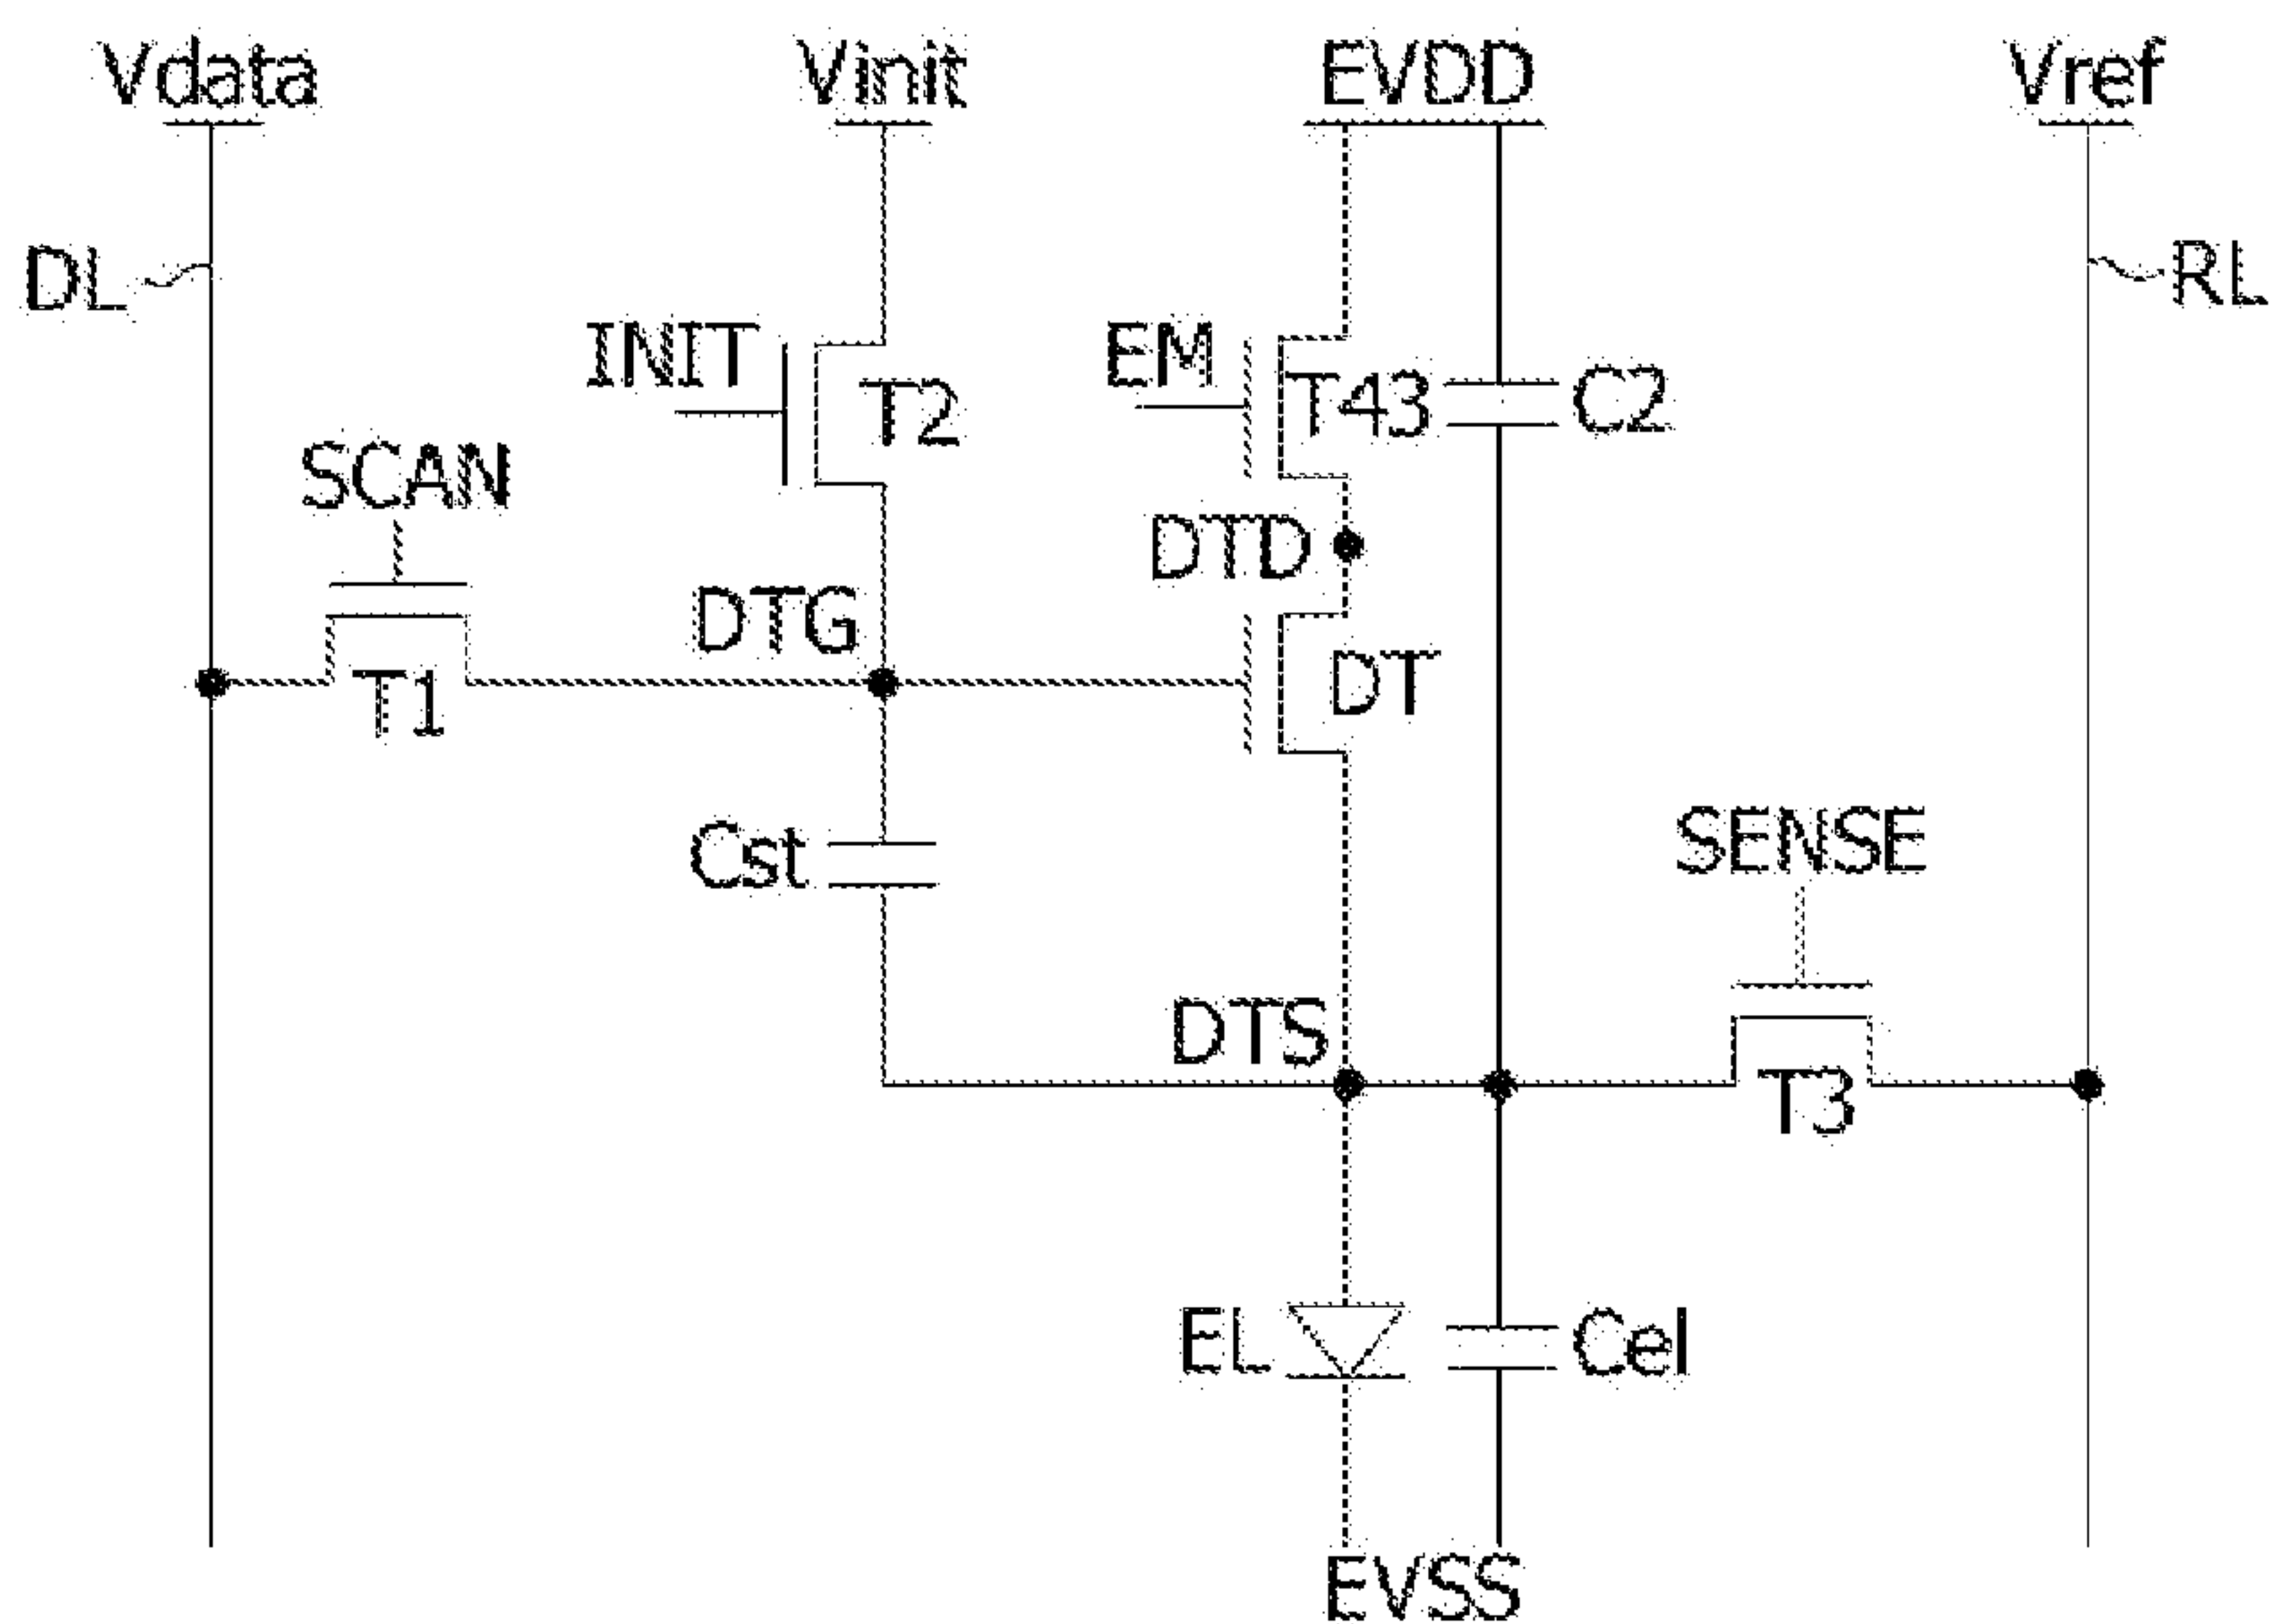 Vdata Vinit EVDD Vref
DL RL
INIT EM
T2 T43 C2
SCAN
DTD
DTG
T1 DT
Cst SENSE
DTS
T3
EL Cel
EVSS